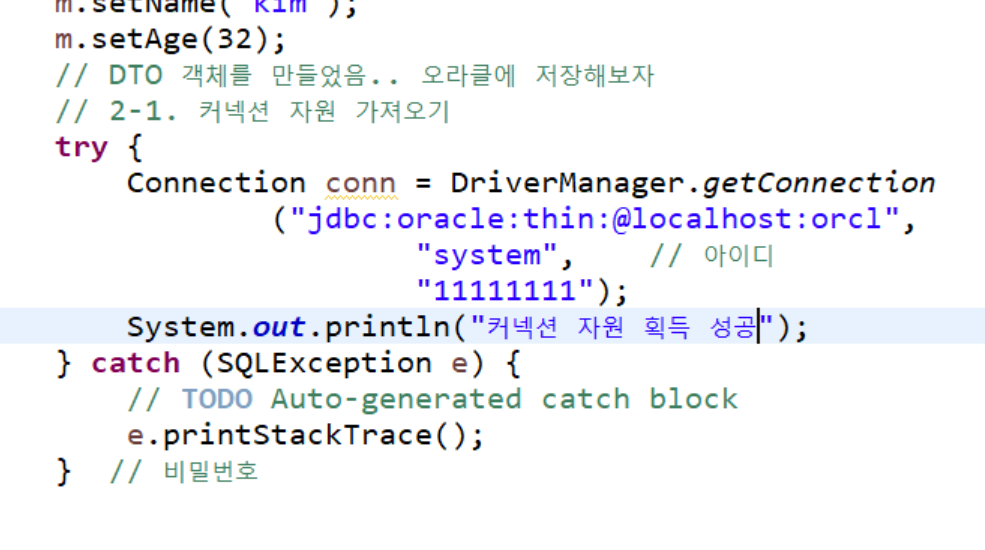 m.setName("kim");
m.setAge(32);
// DTO 객체를 만들었음.. 오라클에 저장해보자
// 2-1. 커넥션 자원 가져오기
try {
Connection conn = DriverManager.getConnection
("jdbc:oracle:thin:@localhost:orcl",
"system", // 아이디
"11111111");
System.out.println("커넥션 자원 획득 성공");
} catch (SQLException e) {
// TODO Auto-generated catch block
e.printStackTrace();
} // 비밀번호